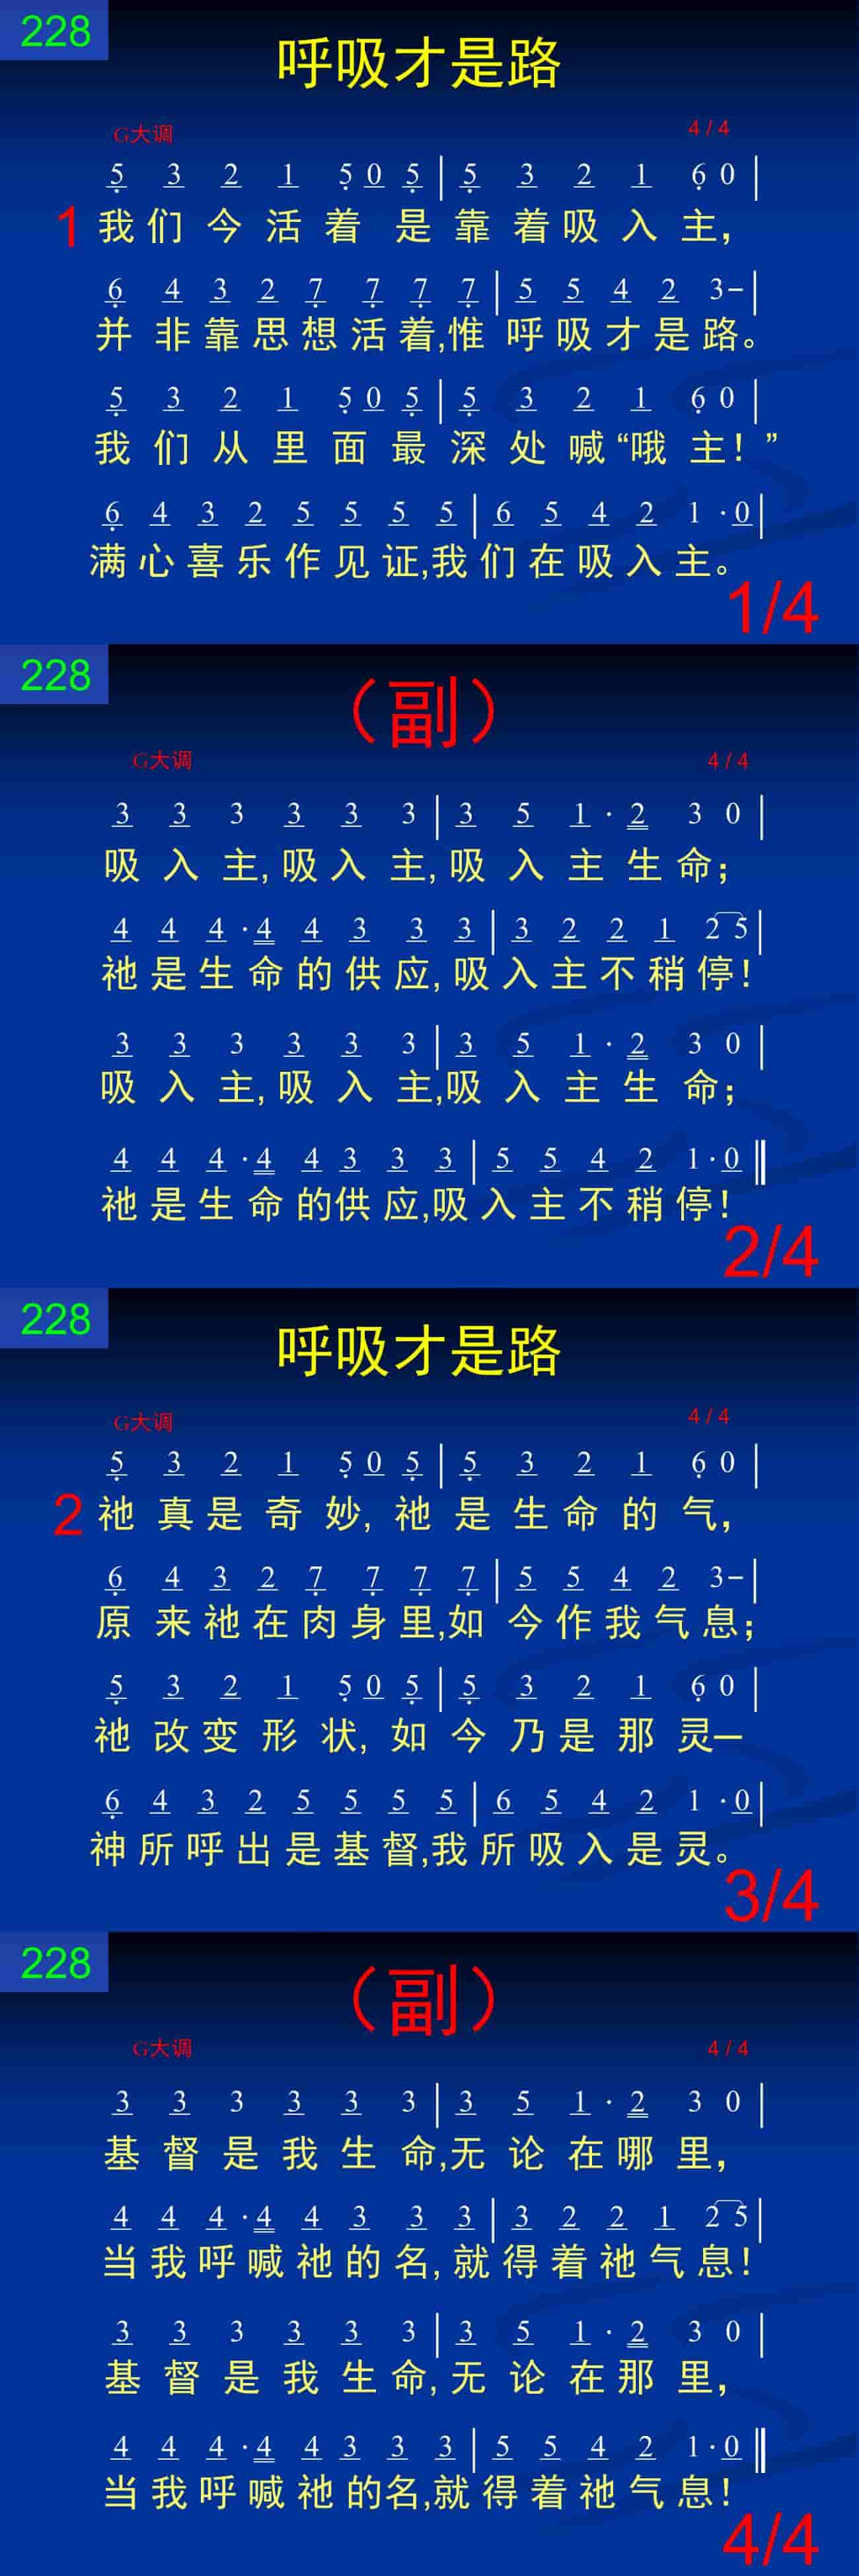 228
呼吸才是路
G大调 4/4
5 3 2 1 5 0 5 | 5 3 2 1 6 0 |
1 我们今活着是靠着吸入主,
6 4 3 2 7 7 7 7 | 5 5 4 2 3- |
并非靠思想活着,惟呼吸才是路。
5 3 2 1 5 0 5 | 5 3 2 1 6 0 |
我们从里面最深处喊“哦主!”
6 4 3 2 5 5 5 5 | 6 5 4 2 1 · 0 |
满心喜乐作见证,我们在吸入主。
1/4
228
（副）
G大调 4/4
3 3 3 3 3 3 | 3 5 1 · 2 3 0 |
吸入主,吸入主,吸入主生命;
4 4 4 · 4 4 3 3 3 | 3 2 2 1 2 5 |
祂是生命的供应,吸入主不稍停!
3 3 3 3 3 3 | 3 5 1 · 2 3 0 |
吸入主,吸入主,吸入主生命;
4 4 4 · 4 4 3 3 3 | 5 5 4 2 1 · 0 ‖
祂是生命的供应,吸入主不稍停!
2/4
228
呼吸才是路
G大调 4/4
5 3 2 1 5 0 5 | 5 3 2 1 6 0 |
2 祂真是奇妙,祂是生命的气,
6 4 3 2 7 7 7 7 | 5 5 4 2 3- |
原来祂在肉身里,如今作我气息;
5 3 2 1 5 0 5 | 5 3 2 1 6 0 |
祂改变形状,如今乃是那灵—
6 4 3 2 5 5 5 5 | 6 5 4 2 1 · 0 |
神所呼出是基督,我所吸入是灵。
3/4
228
（副）
G大调 4/4
3 3 3 3 3 3 | 3 5 1 · 2 3 0 |
基督是我生命,无论在哪里,
4 4 4 · 4 4 3 3 3 | 3 2 2 1 2 5 |
当我呼喊祂的名,就得着祂气息!
3 3 3 3 3 3 | 3 5 1 · 2 3 0 |
基督是我生命,无论在那里,
4 4 4 · 4 4 3 3 3 | 5 5 4 2 1 · 0 ‖
当我呼喊祂的名,就得着祂气息!
4/4